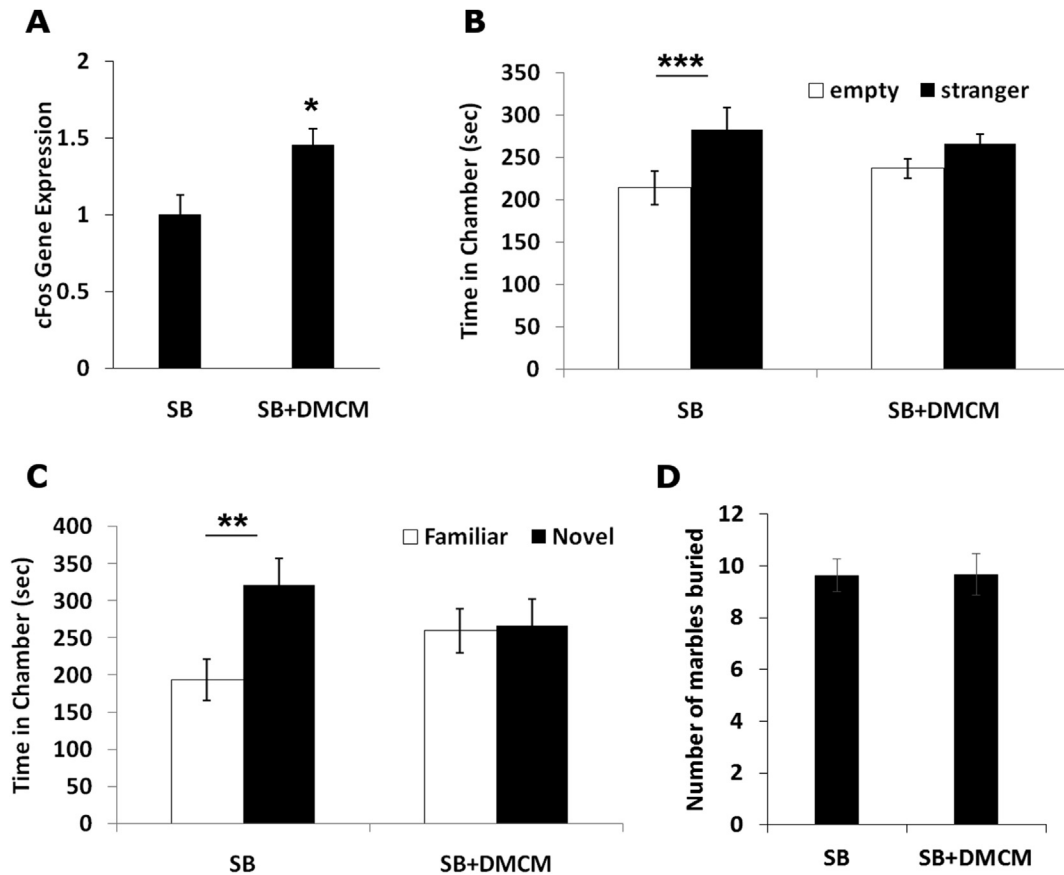 A
cFos Gene Expression
2
1.5
1
0.5
0
*
SB
SB+DMCM
B
Time in Chamber (sec)
350
300
250
200
150
100
50
0
***
empty
stranger
SB
SB+DMCM
C
Time in Chamber (sec)
400
350
300
250
200
150
100
50
0
**
Familiar
Novel
SB
SB+DMCM
D
Number of marbles buried
12
10
8
6
4
2
0
SB
SB+DMCM